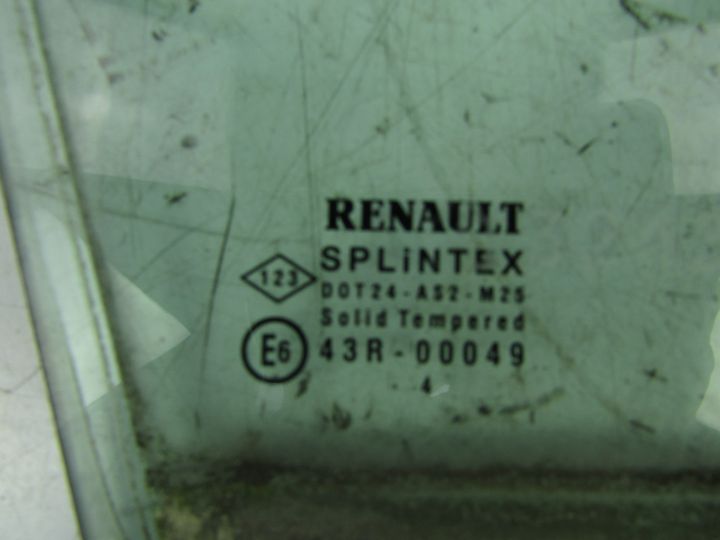 RENAULT
123 SPLiNTEX
DOT24-AS2-M25
Solid Tempered
E6 43R-00049
4